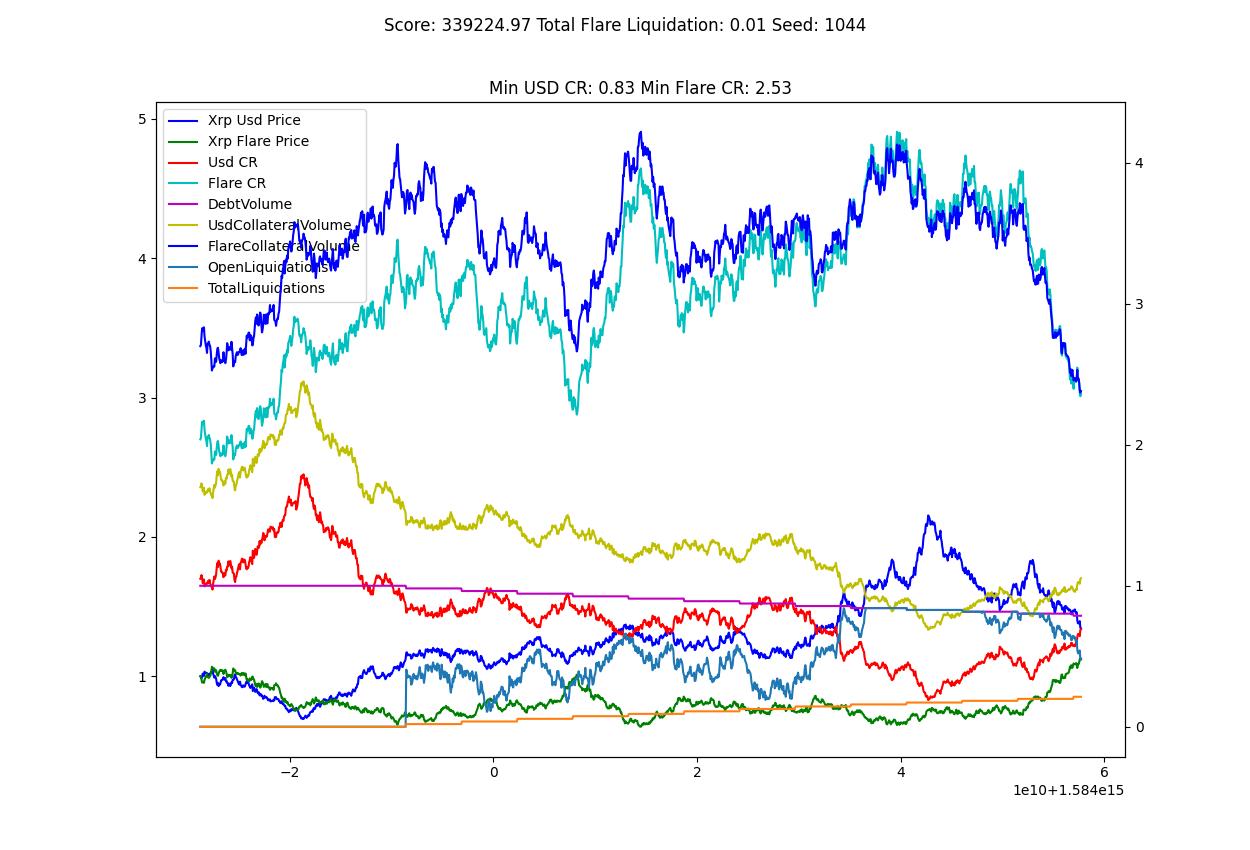 Score: 339224.97 Total Flare Liquidation: 0.01 Seed: 1044
Min USD CR: 0.83 Min Flare CR: 2.53
Xrp Usd Price
Xrp Flare Price
Usd CR
Flare CR
DebtVolume
UsdCollateralVolume
FlareCollateralVolume
OpenLiquidations
TotalLiquidations
5
4
3
2
1
4
3
2
1
0
−2
0
2
4
6
1e10+1.584e15